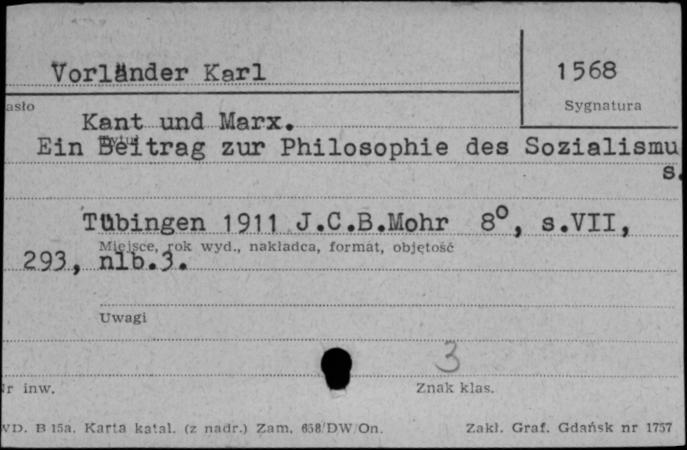 Vorländer Karl
1568
asło
Sygnatura
Kant und Marx.
Ein Beitrag zur Philosophie des Sozialismu
s.
Tübingen 1911 J.C.B.Mohr 8°, s.VII,
Miejsce, rok wyd., nakładca, format, objętość
293, nlb.3.
Uwagi
3
r inw.
Znak klas.
VD. B 15a. Karta katal. (z nadr.) Zam. 658/DW/On.
Zakł. Graf. Gdańsk nr 1757